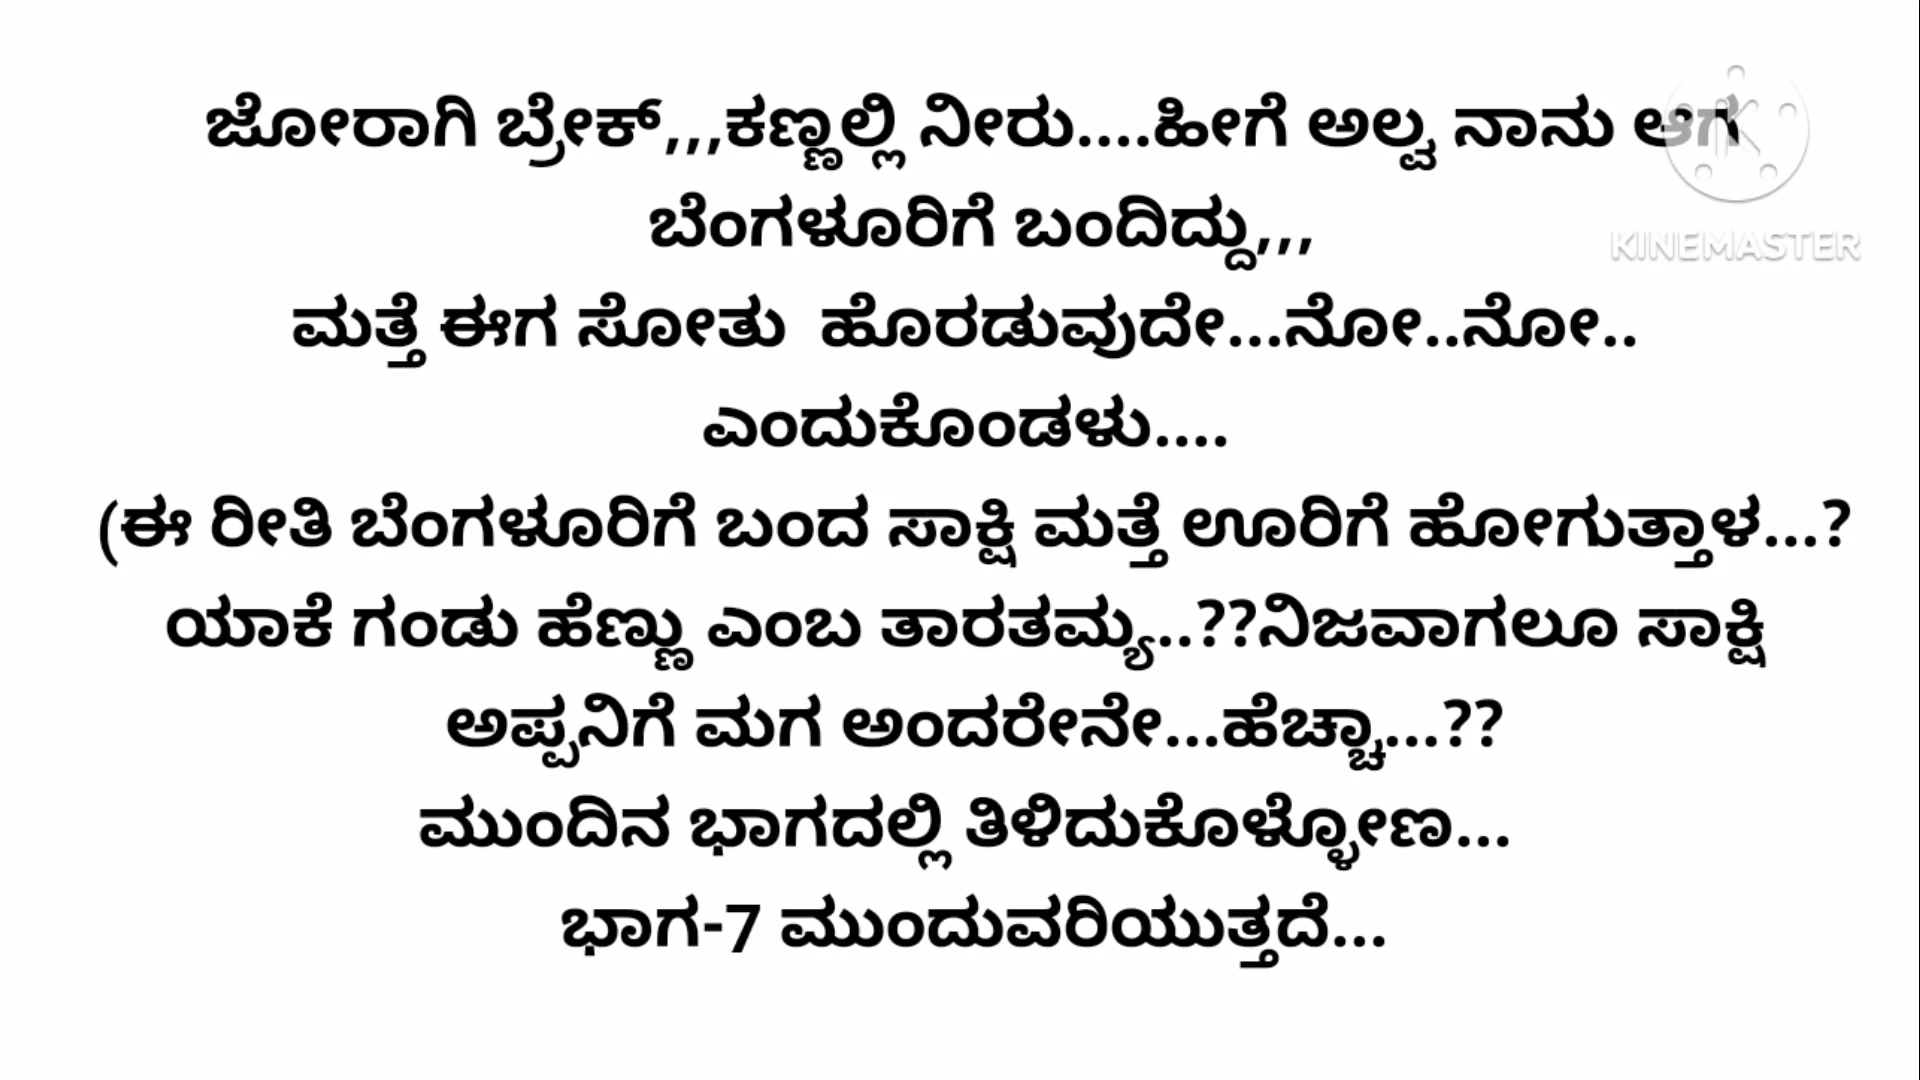 ಜೋರಾಗಿ ಬ್ರೇಕ್,,,ಕಣ್ಣಲ್ಲಿ ನೀರು....ಹೀಗೆ ಅಲ್ವ ನಾನು ಆಗ
ಬೆಂಗಳೂರಿಗೆ ಬಂದಿದ್ದು,,,
KINEMASTER
ಮತ್ತೆ ಈಗ ಸೋತು  ಹೊರಡುವುದೇ...ನೋ..ನೋ..
ಎಂದುಕೊಂಡಳು....
(ಈ ರೀತಿ ಬೆಂಗಳೂರಿಗೆ ಬಂದ ಸಾಕ್ಷಿ ಮತ್ತೆ ಊರಿಗೆ ಹೋಗುತ್ತಾಳ...?
ಯಾಕೆ ಗಂಡು ಹೆಣ್ಣು ಎಂಬ ತಾರತಮ್ಯ..??ನಿಜವಾಗಲೂ ಸಾಕ್ಷಿ
ಅಪ್ಪನಿಗೆ ಮಗ ಅಂದರೇನೇ...ಹೆಚ್ಚಾ...??
ಮುಂದಿನ ಭಾಗದಲ್ಲಿ ತಿಳಿದುಕೊಳ್ಳೋಣ...
ಭಾಗ-7 ಮುಂದುವರಿಯುತ್ತದೆ...